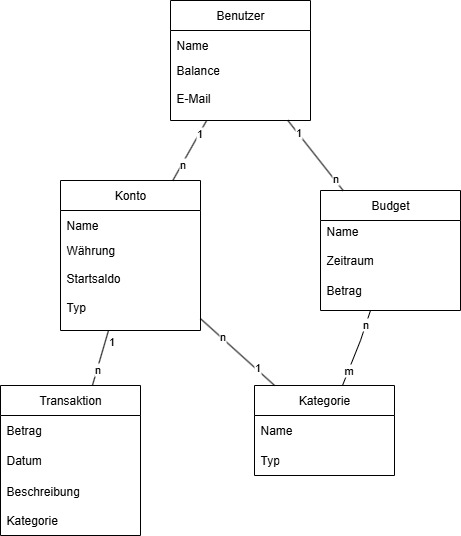 Benutzer
Name
Balance
E-Mail
1
1
n
n
Konto
Name
Währung
Startsaldo
Typ
Budget
Name
Zeitraum
Betrag
1
n
n
n
1
m
Transaktion
Betrag
Datum
Beschreibung
Kategorie
Kategorie
Name
Typ